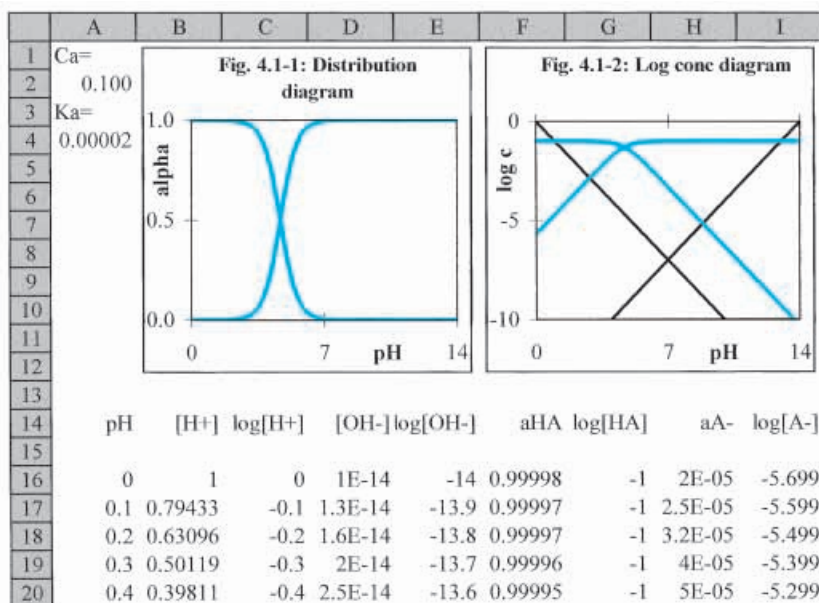 A B C D E F G H I
1 Ca=
2 0.100
3 Ka=
4 0.00002
5
6
7
8
9
10
11
12
13
Fig. 4.1-1: Distribution
diagram
1.0
0.5
0.0
alpha
0 7 pH 14
Fig. 4.1-2: Log conc diagram
0
-5
-10
log c
0 7 pH 14
14 pH [H+] log[H+] [OH-] log[OH-] aHA log[HA] aA- log[A-]
15
16 0 1 0 1E-14 -14 0.99998 -1 2E-05 -5.699
17 0.1 0.79433 -0.1 1.3E-14 -13.9 0.99997 -1 2.5E-05 -5.599
18 0.2 0.63096 -0.2 1.6E-14 -13.8 0.99997 -1 3.2E-05 -5.499
19 0.3 0.50119 -0.3 2E-14 -13.7 0.99996 -1 4E-05 -5.399
20 0.4 0.39811 -0.4 2.5E-14 -13.6 0.99995 -1 5E-05 -5.299